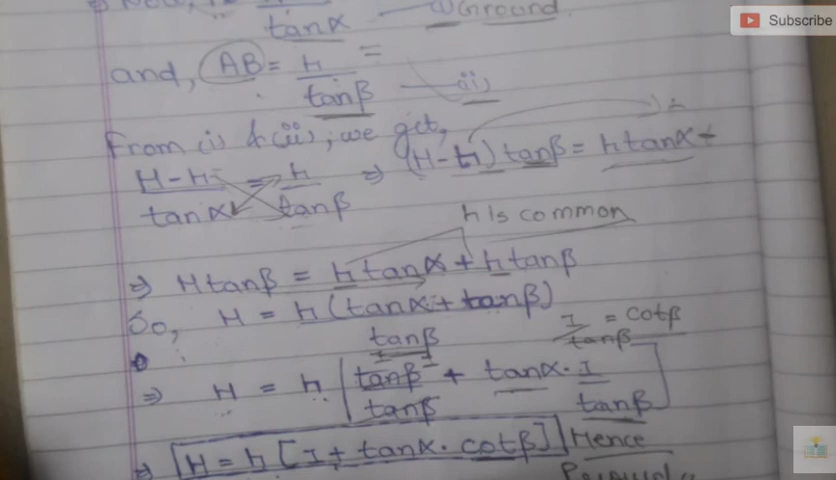 Subscribe
tanα — (i) Ground
and, AB = h =
tanβ — (ii)
From (i) & (ii), we get,
H-h = h ⇒ (H-h) tanβ = h tanα +
tanα tanβ
h is common
⇒ H tanβ = h tanα + h tanβ
So, H = h (tanα + tanβ)
tanβ
1 = cotβ
tanβ
⇒ H = h [ tanβ + tanα · 1 ]
tanβ tanβ
⇒ [H = h [1 + tanα · cotβ]] Hence